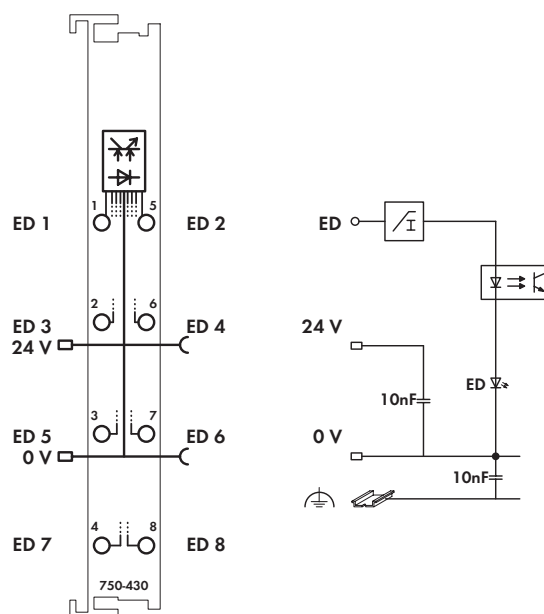 1
5
ED 1
ED 2
2
6
ED 3
ED 4
24 V
3
7
ED 5
ED 6
0 V
4
8
ED 7
ED 8
750-430
ED
I
24 V
ED
10nF
0 V
10nF